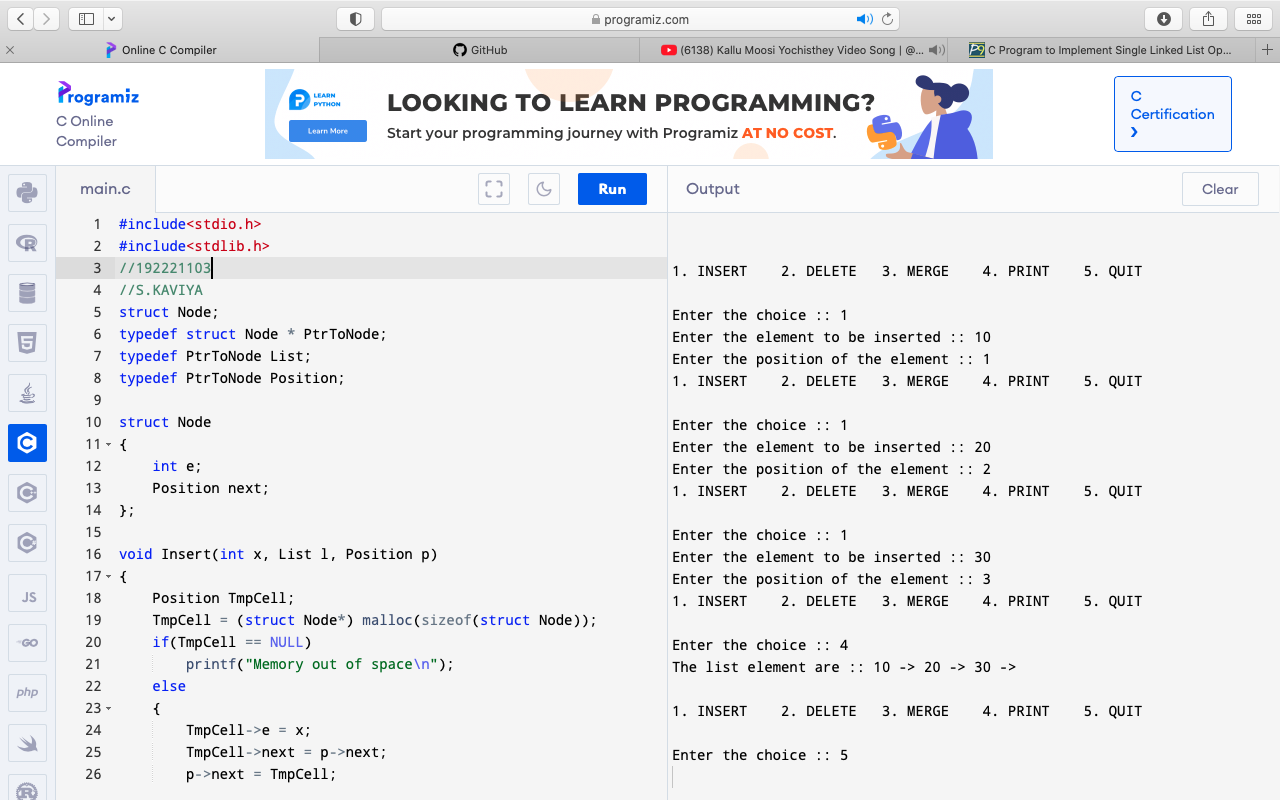 programiz.com
Online C Compiler
GitHub
(6138) Kallu Moosi Yochisthey Video Song | @...
C Program to Implement Single Linked List Op...
Programiz
C Online
Compiler
LEARN
PYTHON
Learn More
LOOKING TO LEARN PROGRAMMING?
Start your programming journey with Programiz AT NO COST.
C
Certification
main.c
Run
Output
Clear
JS
GO
php
1 #include<stdio.h>
2 #include<stdlib.h>
3 //192221103
4 //S.KAVIYA
5 struct Node;
6 typedef struct Node * PtrToNode;
7 typedef PtrToNode List;
8 typedef PtrToNode Position;
9
10 struct Node
11 {
12     int e;
13     Position next;
14 };
15
16 void Insert(int x, List l, Position p)
17 {
18     Position TmpCell;
19     TmpCell = (struct Node*) malloc(sizeof(struct Node));
20     if(TmpCell == NULL)
21         printf("Memory out of space\n");
22     else
23     {
24         TmpCell->e = x;
25         TmpCell->next = p->next;
26         p->next = TmpCell;
1. INSERT    2. DELETE   3. MERGE    4. PRINT    5. QUIT
Enter the choice :: 1
Enter the element to be inserted :: 10
Enter the position of the element :: 1
1. INSERT    2. DELETE   3. MERGE    4. PRINT    5. QUIT
Enter the choice :: 1
Enter the element to be inserted :: 20
Enter the position of the element :: 2
1. INSERT    2. DELETE   3. MERGE    4. PRINT    5. QUIT
Enter the choice :: 1
Enter the element to be inserted :: 30
Enter the position of the element :: 3
1. INSERT    2. DELETE   3. MERGE    4. PRINT    5. QUIT
Enter the choice :: 4
The list element are :: 10 -> 20 -> 30 ->
1. INSERT    2. DELETE   3. MERGE    4. PRINT    5. QUIT
Enter the choice :: 5